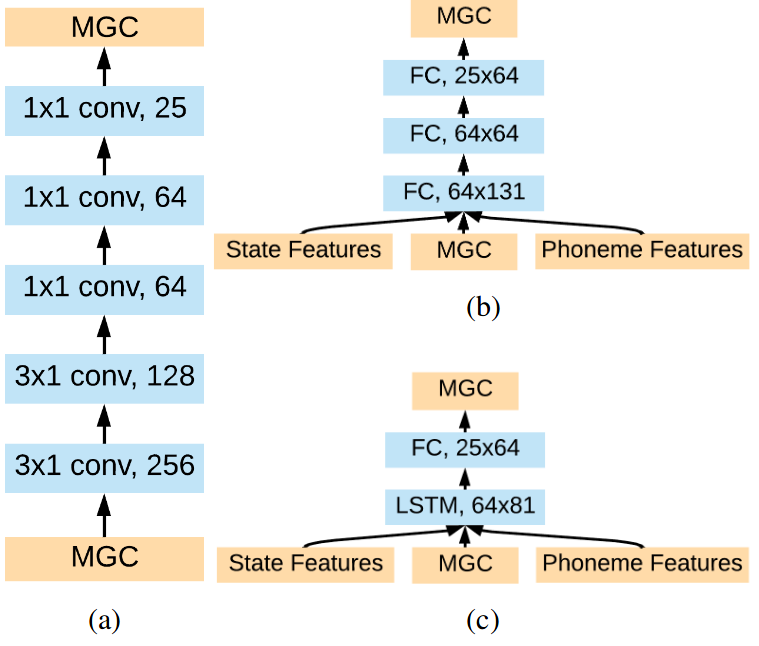 MGC
1x1 conv, 25
1x1 conv, 64
1x1 conv, 64
3x1 conv, 128
3x1 conv, 256
MGC
(a)
MGC
FC, 25x64
FC, 64x64
FC, 64x131
State Features
MGC
Phoneme Features
(b)
MGC
FC, 25x64
LSTM, 64x81
State Features
MGC
Phoneme Features
(c)